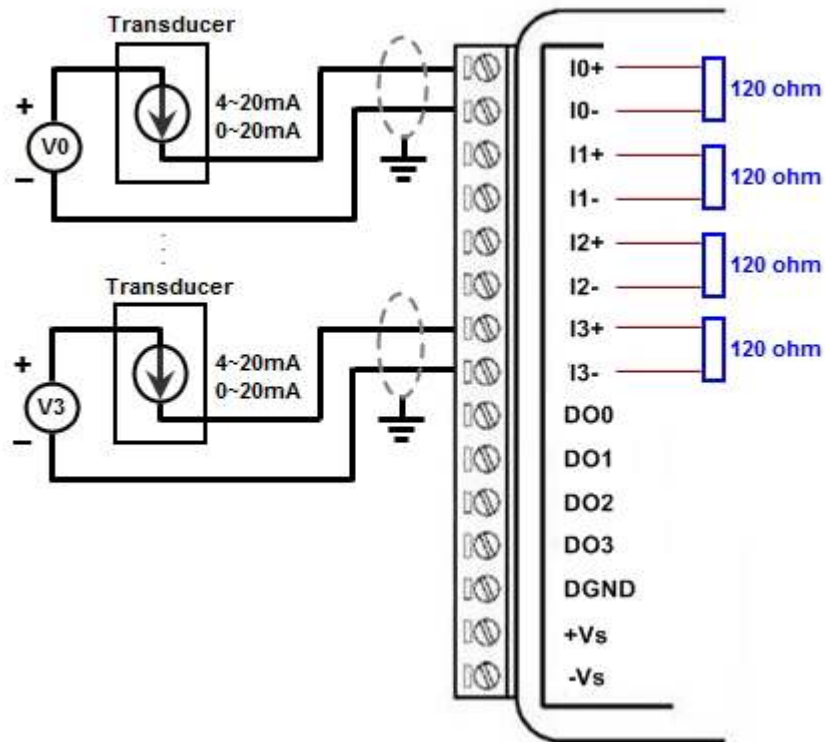 Transducer
4~20mA
0~20mA
+
V0
−
Transducer
4~20mA
0~20mA
+
V3
−
I0+
I0-
120 ohm
I1+
I1-
120 ohm
I2+
I2-
120 ohm
I3+
I3-
120 ohm
DO0
DO1
DO2
DO3
DGND
+Vs
-Vs